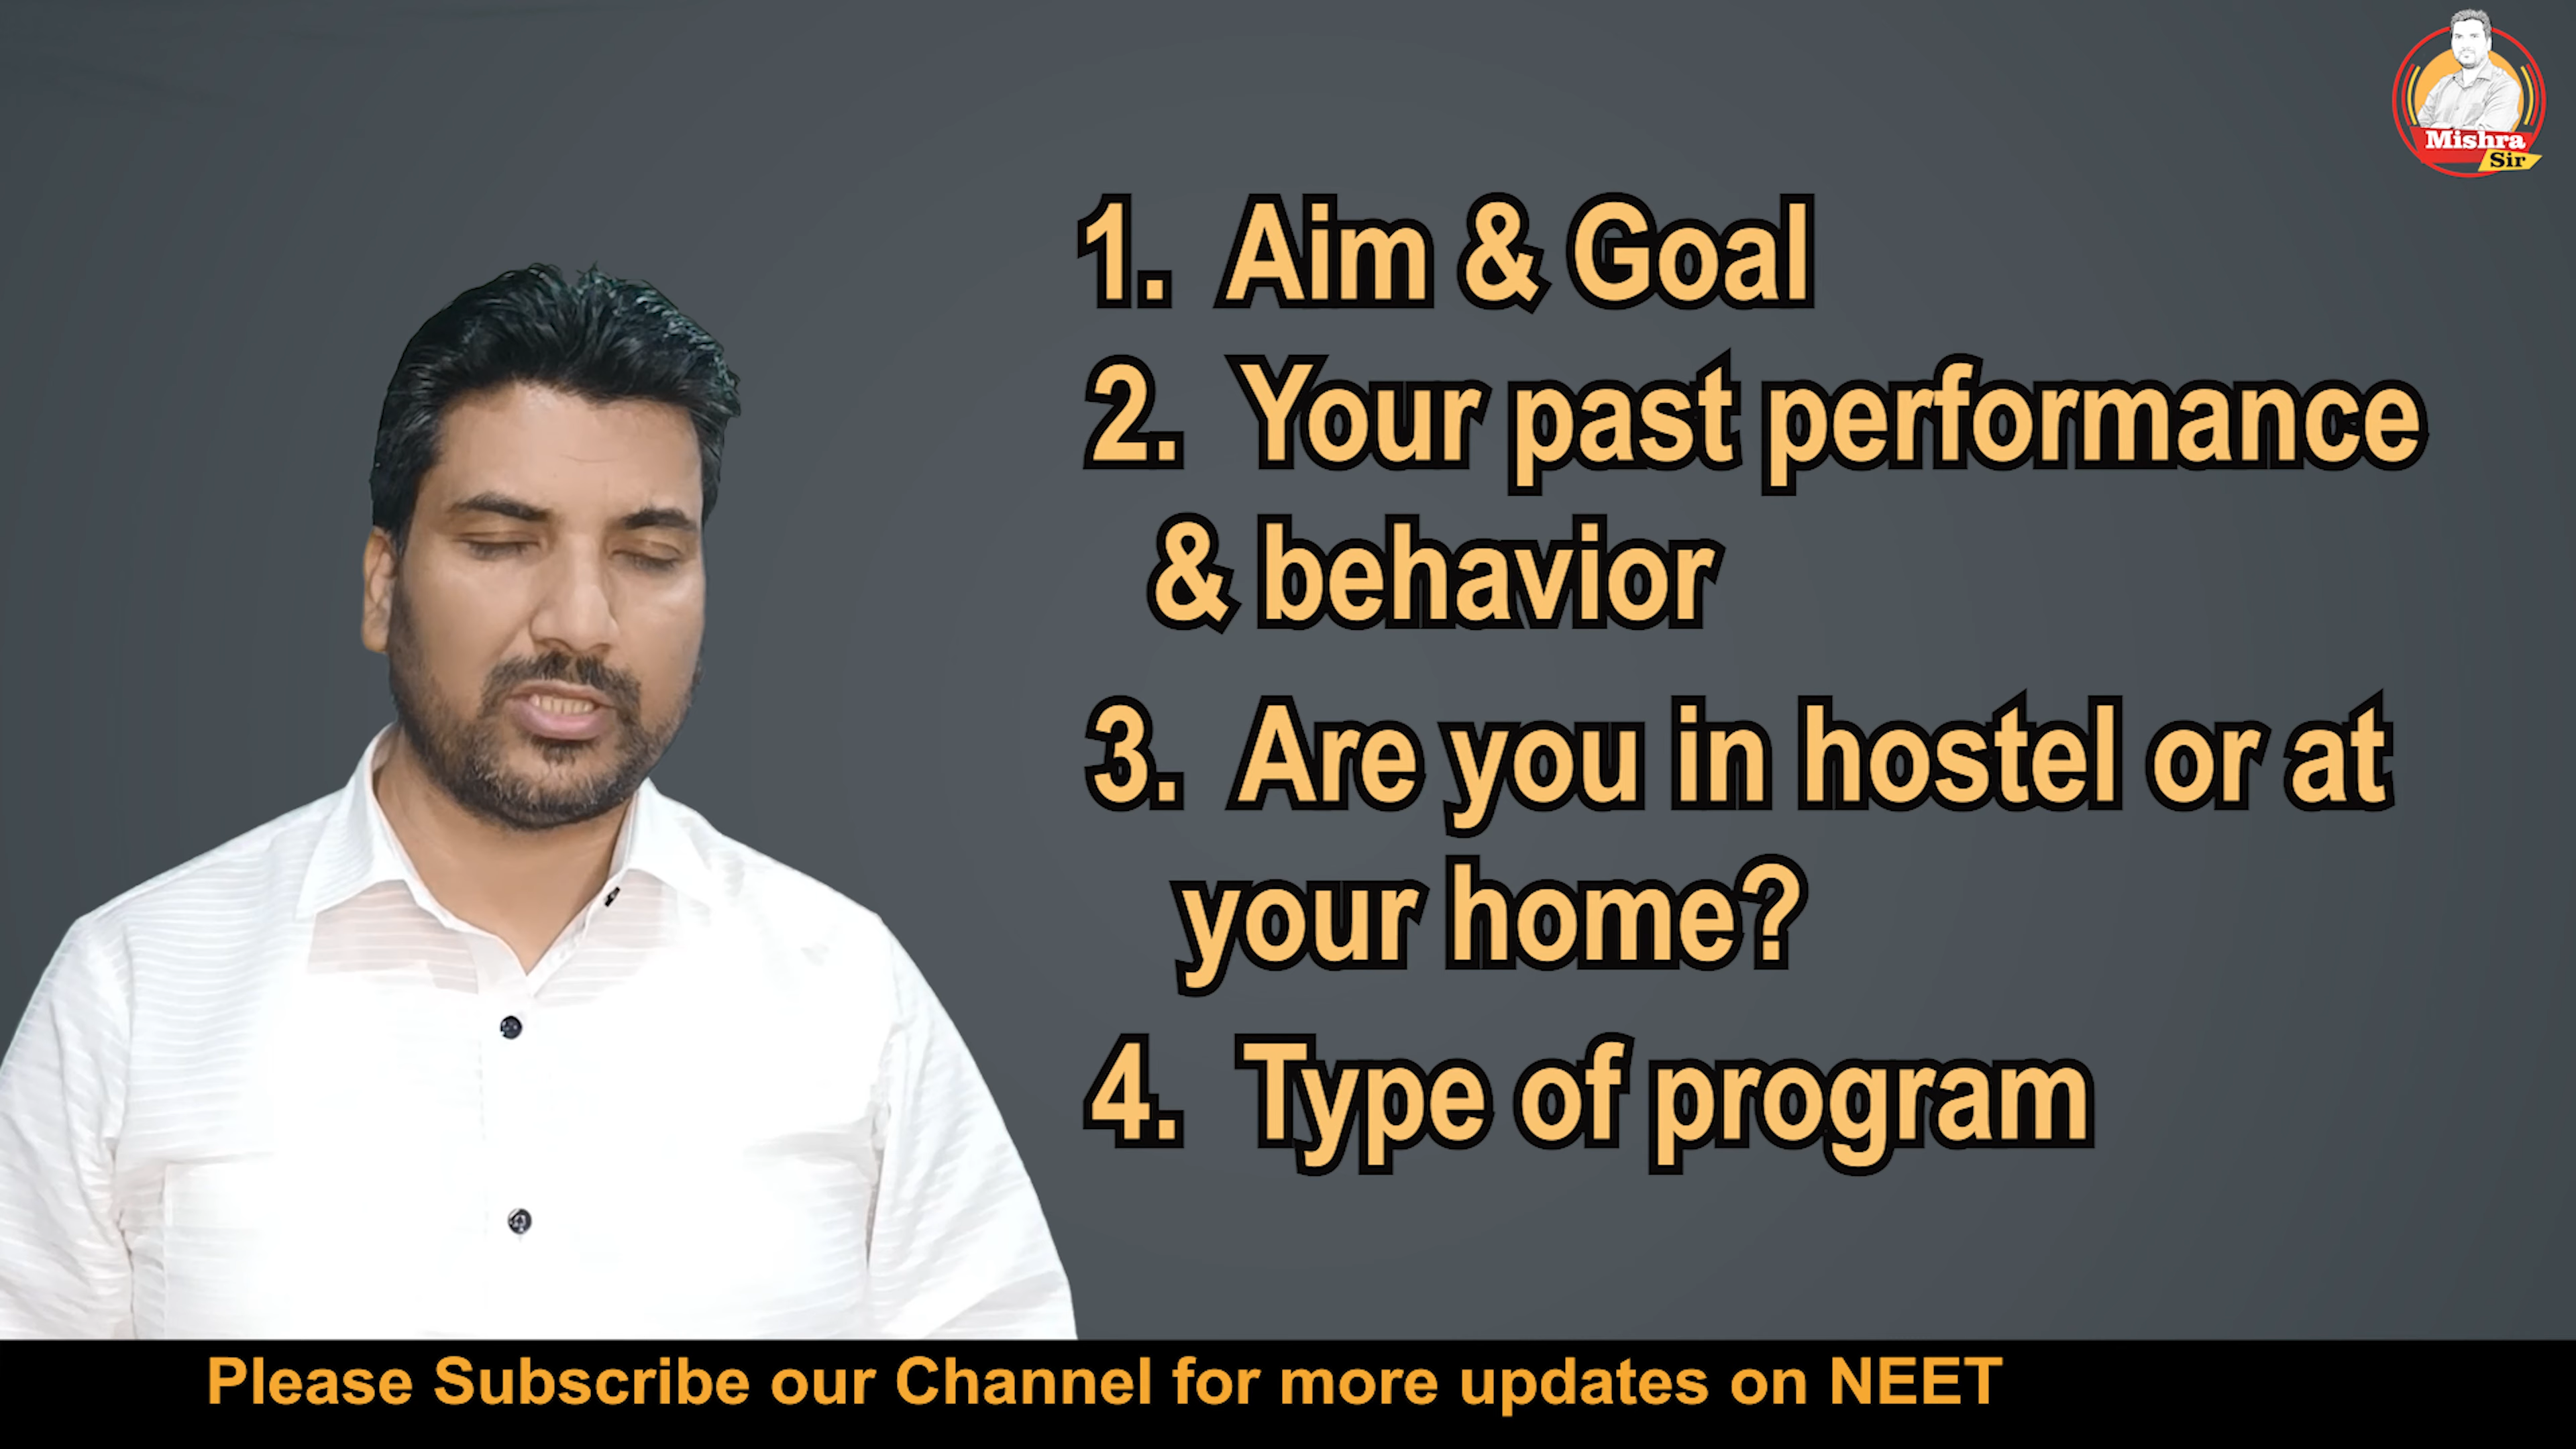 Mishra
Sir
1. Aim & Goal
2. Your past performance
& behavior
3. Are you in hostel or at
your home?
4. Type of program
Please Subscribe our Channel for more updates on NEET